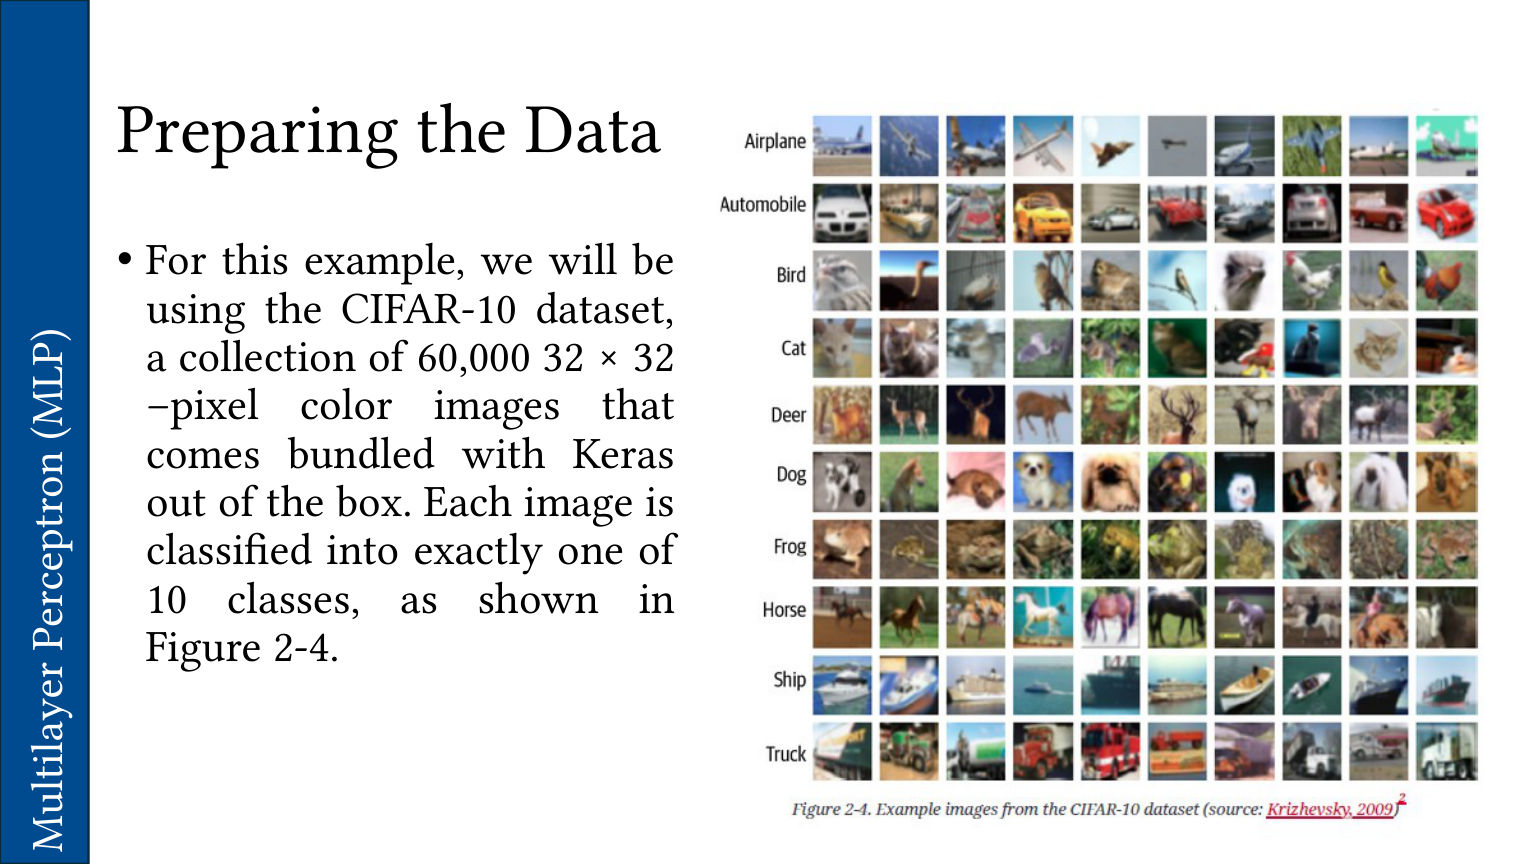 Multilayer Perceptron (MLP)
Preparing the Data
• For this example, we will be
using the CIFAR-10 dataset,
a collection of 60,000 32 × 32
–pixel color images that
comes bundled with Keras
out of the box. Each image is
classified into exactly one of
10 classes, as shown in
Figure 2-4.
Airplane
Automobile
Bird
Cat
Deer
Dog
Frog
Horse
Ship
Truck
Figure 2-4. Example images from the CIFAR-10 dataset (source: Krizhevsky, 2009)2